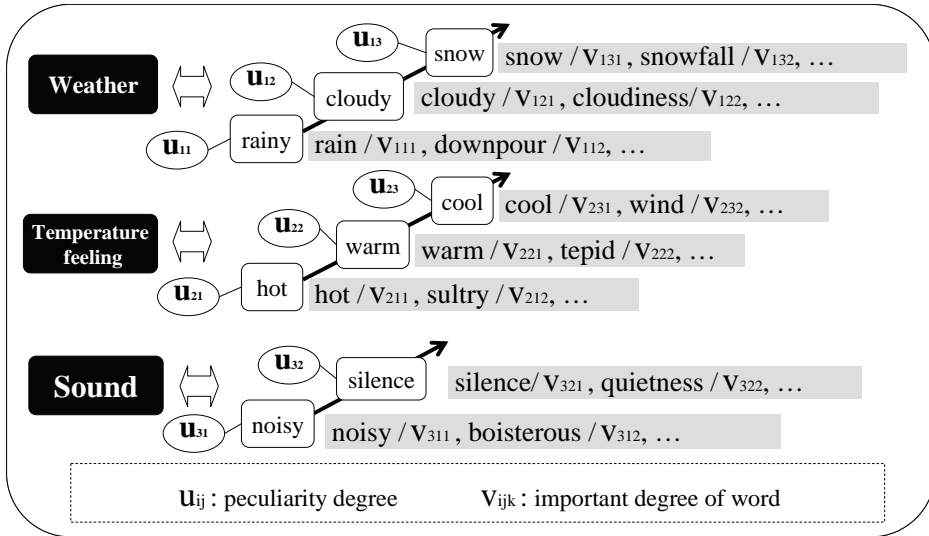 u13
snow
snow / V131 , snowfall / V132, …
Weather
u12
cloudy
cloudy / V121 , cloudiness/ V122, …
u11
rainy
rain / V111 , downpour / V112, …
u23
cool
cool / V231 , wind / V232, …
Temperature
feeling
u22
warm
warm / V221 , tepid / V222, …
u21
hot
hot / V211 , sultry / V212, …
Sound
u32
silence
silence/ V321 , quietness / V322, …
u31
noisy
noisy / V311 , boisterous / V312, …
uij : peculiarity degree
Vijk : important degree of word